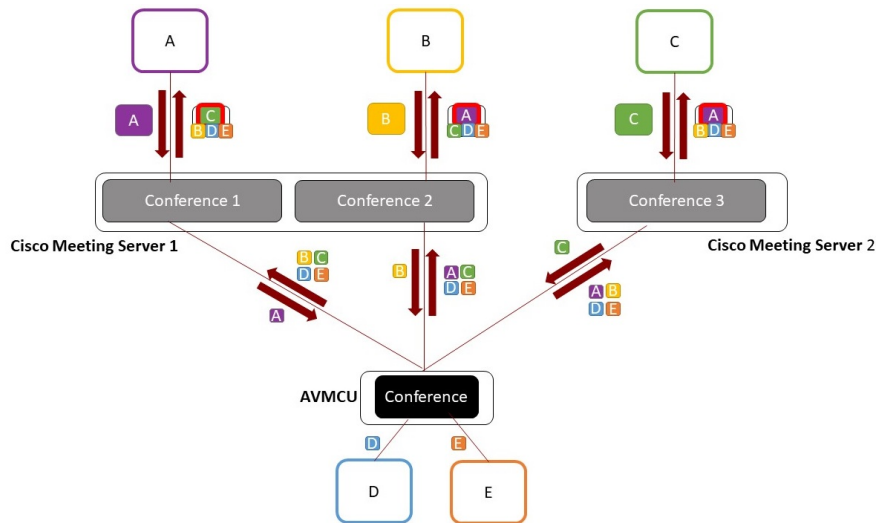 A
B
C
A
C
B D E
B
A
C D E
C
A
B D E
Conference 1
Conference 2
Conference 3
Cisco Meeting Server 1
Cisco Meeting Server 2
B C
D E
A
B
A C
D E
C
A B
D E
AVMCU
Conference
D
E
D
E